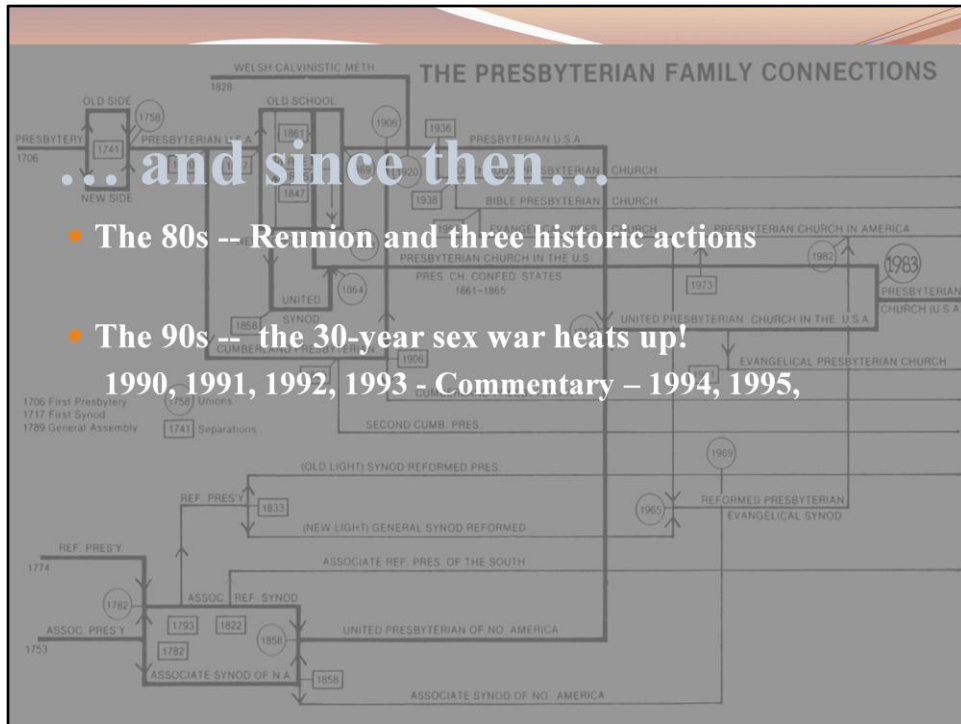 WELSH CALVINISTIC METH.
1828
THE PRESBYTERIAN FAMILY CONNECTIONS
OLD SIDE
1758
OLD SCHOOL
1906
1936
PRESBYTERY
1706
1741
PRESBYTERIAN U.S.A.
1861
PRESBYTERIAN U.S.A.
1920
… and since then…
CHURCH
NEW SIDE
1847
1938
BIBLE PRESBYTERIAN CHURCH
EVANGELICAL PRES. CHURCH
PRESBYTERIAN CHURCH IN AMERICA
• The 80s -- Reunion and three historic actions
PRESBYTERIAN CHURCH IN THE U.S.
1982
1983
PRES. CH. CONFED. STATES
1861-1865
1864
1973
PRESBYTERIAN
CHURCH (U.S.A.
UNITED
SYNOD
1858
UNITED PRESBYTERIAN CHURCH IN THE U.S.A.
• The 90s -- the 30-year sex war heats up!
CUMBERLAND PRESBYTERIAN
1906
EVANGELICAL PRESBYTERIAN CHURCH
1990, 1991, 1992, 1993 - Commentary – 1994, 1995,
1706 First Presbytery
1717 First Synod
1789 General Assembly
1758 Unions
1741 Separations
SECOND CUMB. PRES.
(OLD LIGHT) SYNOD REFORMED PRES.
1969
REF. PRES'Y
1833
1965
REFORMED PRESBYTERIAN
EVANGELICAL SYNOD
(NEW LIGHT) GENERAL SYNOD REFORMED
REF. PRES'Y
1774
ASSOCIATE REF. PRES. OF THE SOUTH
1782
ASSOC. REF. SYNOD
1793
1822
1858
UNITED PRESBYTERIAN OF NO. AMERICA
ASSOC. PRES'Y
1753
1782
ASSOCIATE SYNOD OF N.A.
1858
ASSOCIATE SYNOD OF NO. AMERICA